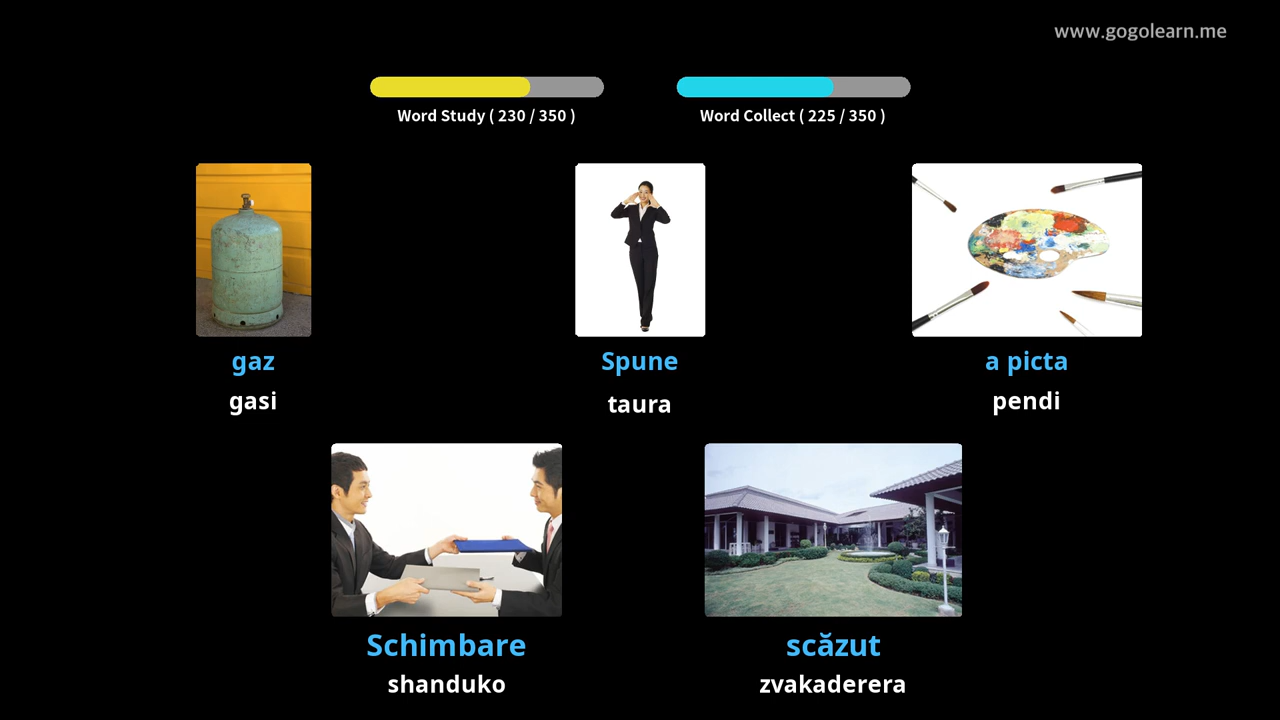 www.gogolearn.me
Word Study ( 230 / 350 )
Word Collect ( 225 / 350 )
gaz
Spune
a picta
gasi
taura
pendi
Schimbare
scăzut
shanduko
zvakaderera